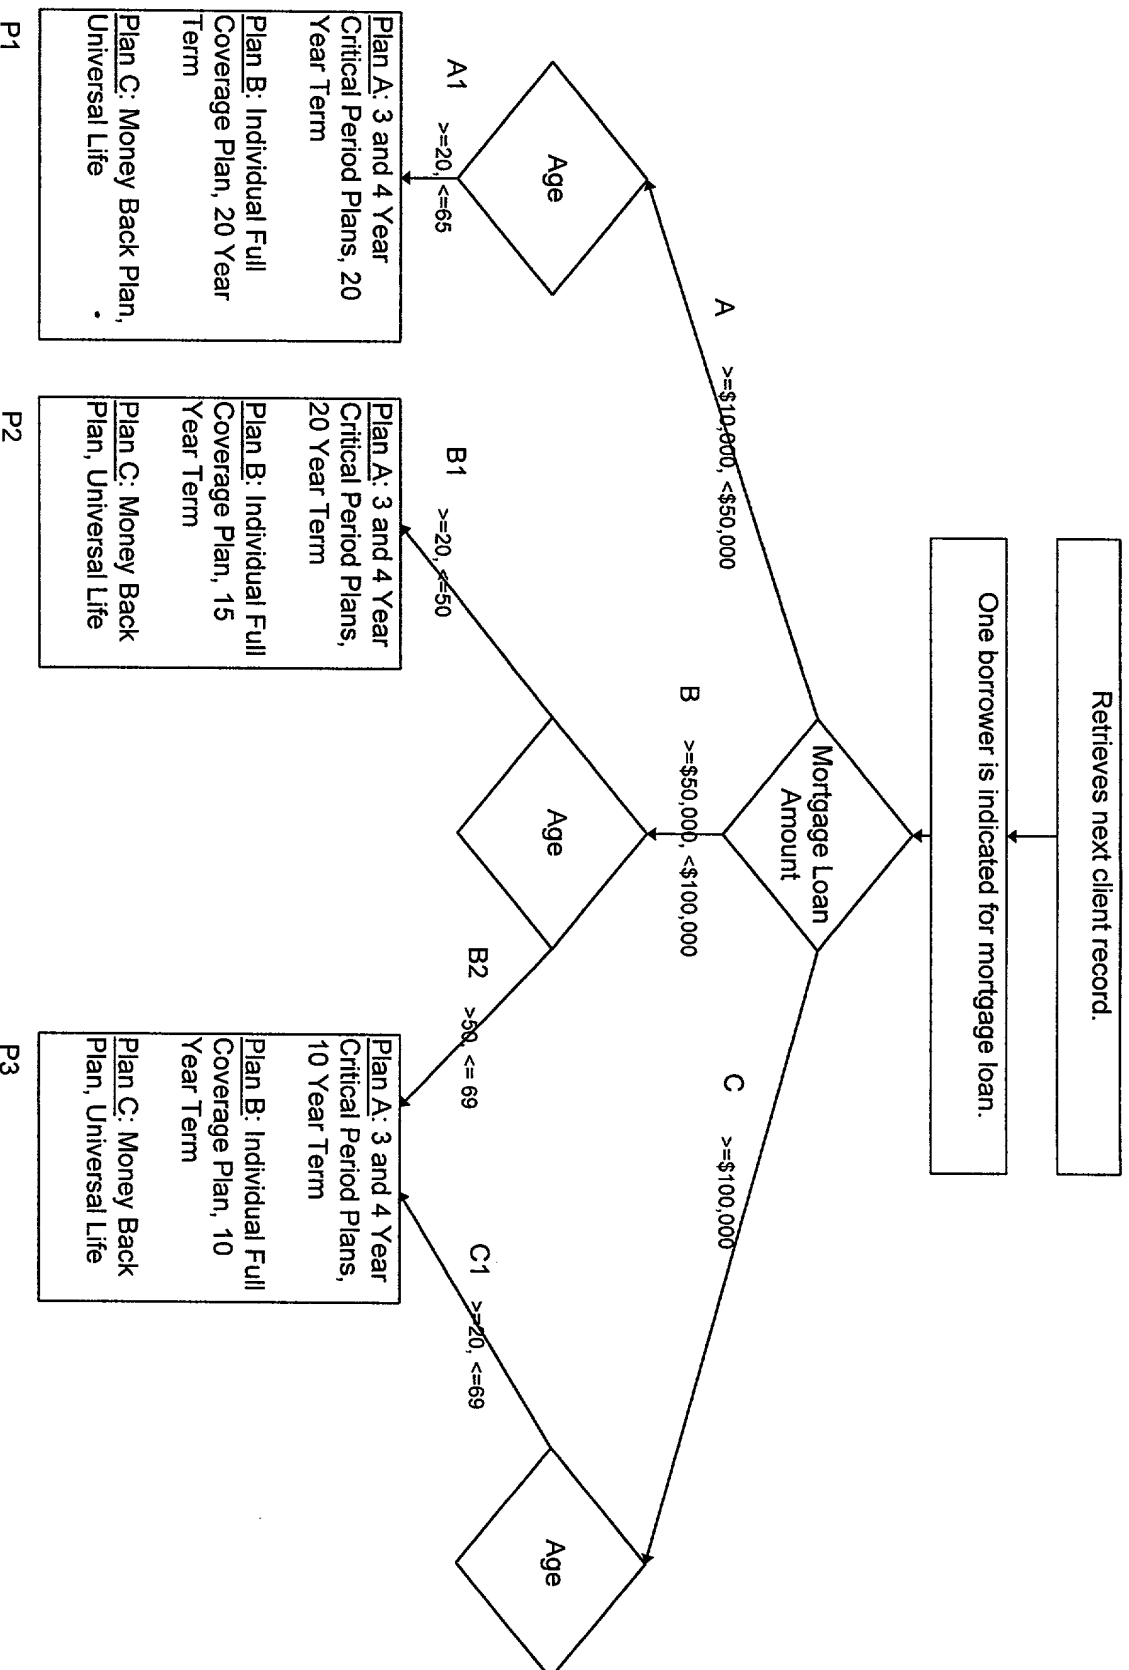 Retrieves next client record.
One borrower is indicated for mortgage loan.
Mortgage Loan
Amount
A >=$10,000, <$50,000
B >=$50,000, <$100,000
C >=$100,000
Age
Age
Age
A1 >=20, <=65
B1 >=20, <=50
B2 >50, <= 69
C1 >=20, <=69
Plan A: 3 and 4 Year
Critical Period Plans, 20
Year Term
Plan B: Individual Full
Coverage Plan, 20 Year
Term
Plan C: Money Back Plan,
Universal Life
P1
Plan A: 3 and 4 Year
Critical Period Plans,
20 Year Term
Plan B: Individual Full
Coverage Plan, 15
Year Term
Plan C: Money Back
Plan, Universal Life
P2
Plan A: 3 and 4 Year
Critical Period Plans,
10 Year Term
Plan B: Individual Full
Coverage Plan, 10
Year Term
Plan C: Money Back
Plan, Universal Life
P3